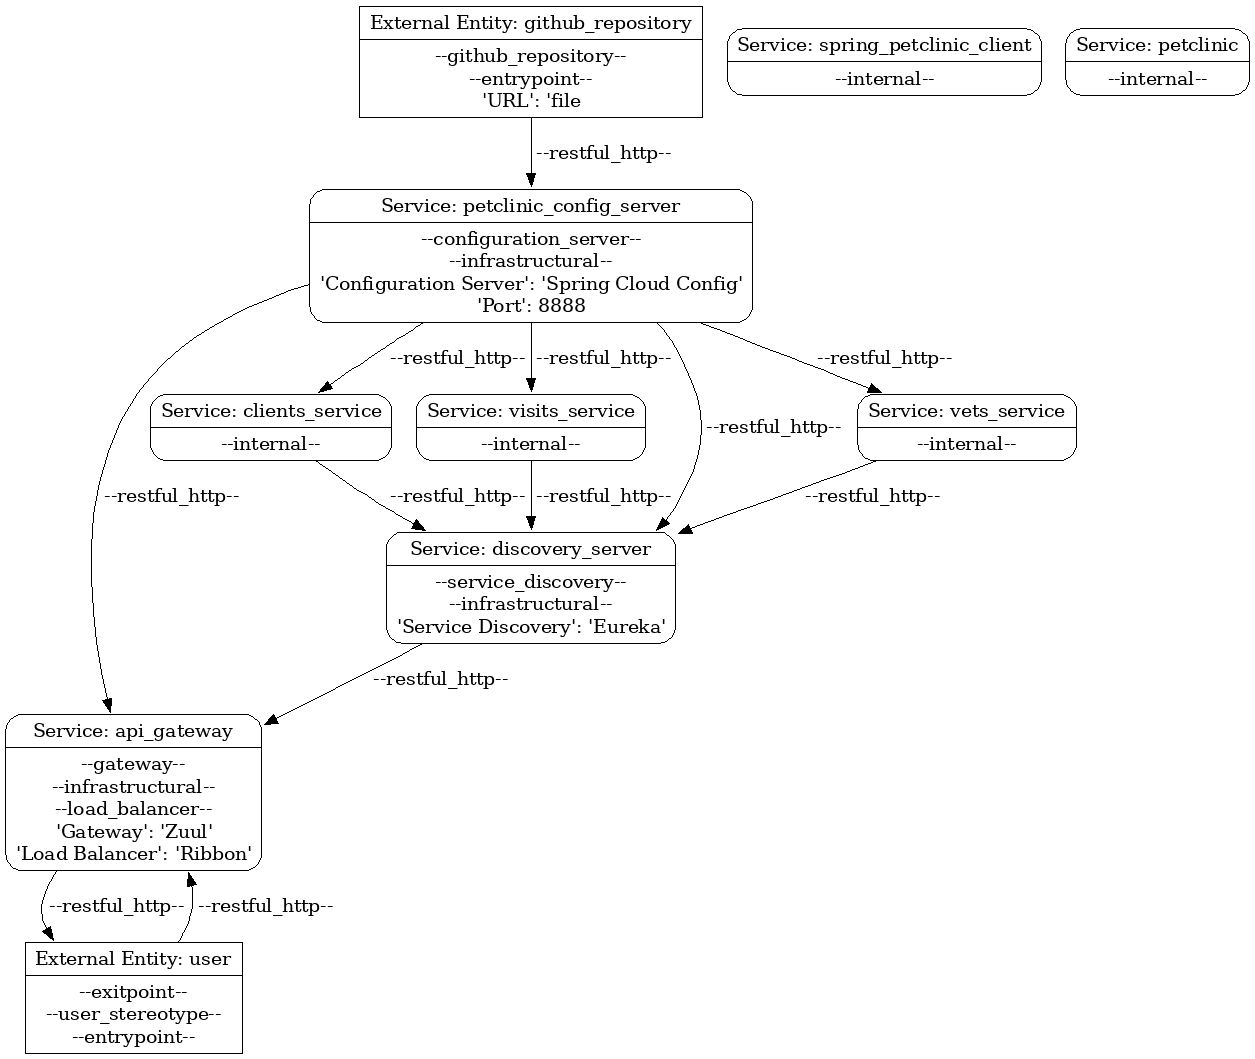 External Entity: github_repository
--github_repository--
--entrypoint--
'URL': 'file
Service: spring_petclinic_client
--internal--
Service: petclinic
--internal--
--restful_http--
Service: petclinic_config_server
--configuration_server--
--infrastructural--
'Configuration Server': 'Spring Cloud Config'
'Port': 8888
--restful_http--
--restful_http--
--restful_http--
Service: clients_service
--internal--
Service: visits_service
--internal--
--restful_http--
Service: vets_service
--internal--
--restful_http--
--restful_http--
--restful_http--
--restful_http--
Service: discovery_server
--service_discovery--
--infrastructural--
'Service Discovery': 'Eureka'
--restful_http--
Service: api_gateway
--gateway--
--infrastructural--
--load_balancer--
'Gateway': 'Zuul'
'Load Balancer': 'Ribbon'
--restful_http--
--restful_http--
External Entity: user
--exitpoint--
--user_stereotype--
--entrypoint--